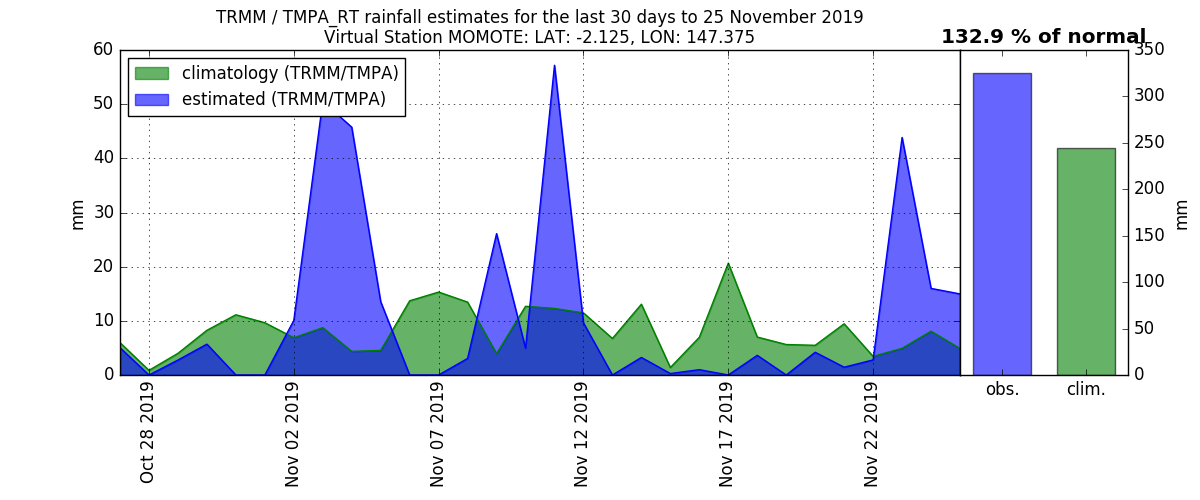 TRMM / TMPA_RT rainfall estimates for the last 30 days to 25 November 2019
Virtual Station MOMOTE: LAT: -2.125, LON: 147.375
132.9 % of normal
climatology (TRMM/TMPA)
estimated (TRMM/TMPA)
60
50
40
30
20
10
0
mm
Oct 28 2019
Nov 02 2019
Nov 07 2019
Nov 12 2019
Nov 17 2019
Nov 22 2019
350
300
250
200
150
100
50
0
mm
obs.
clim.